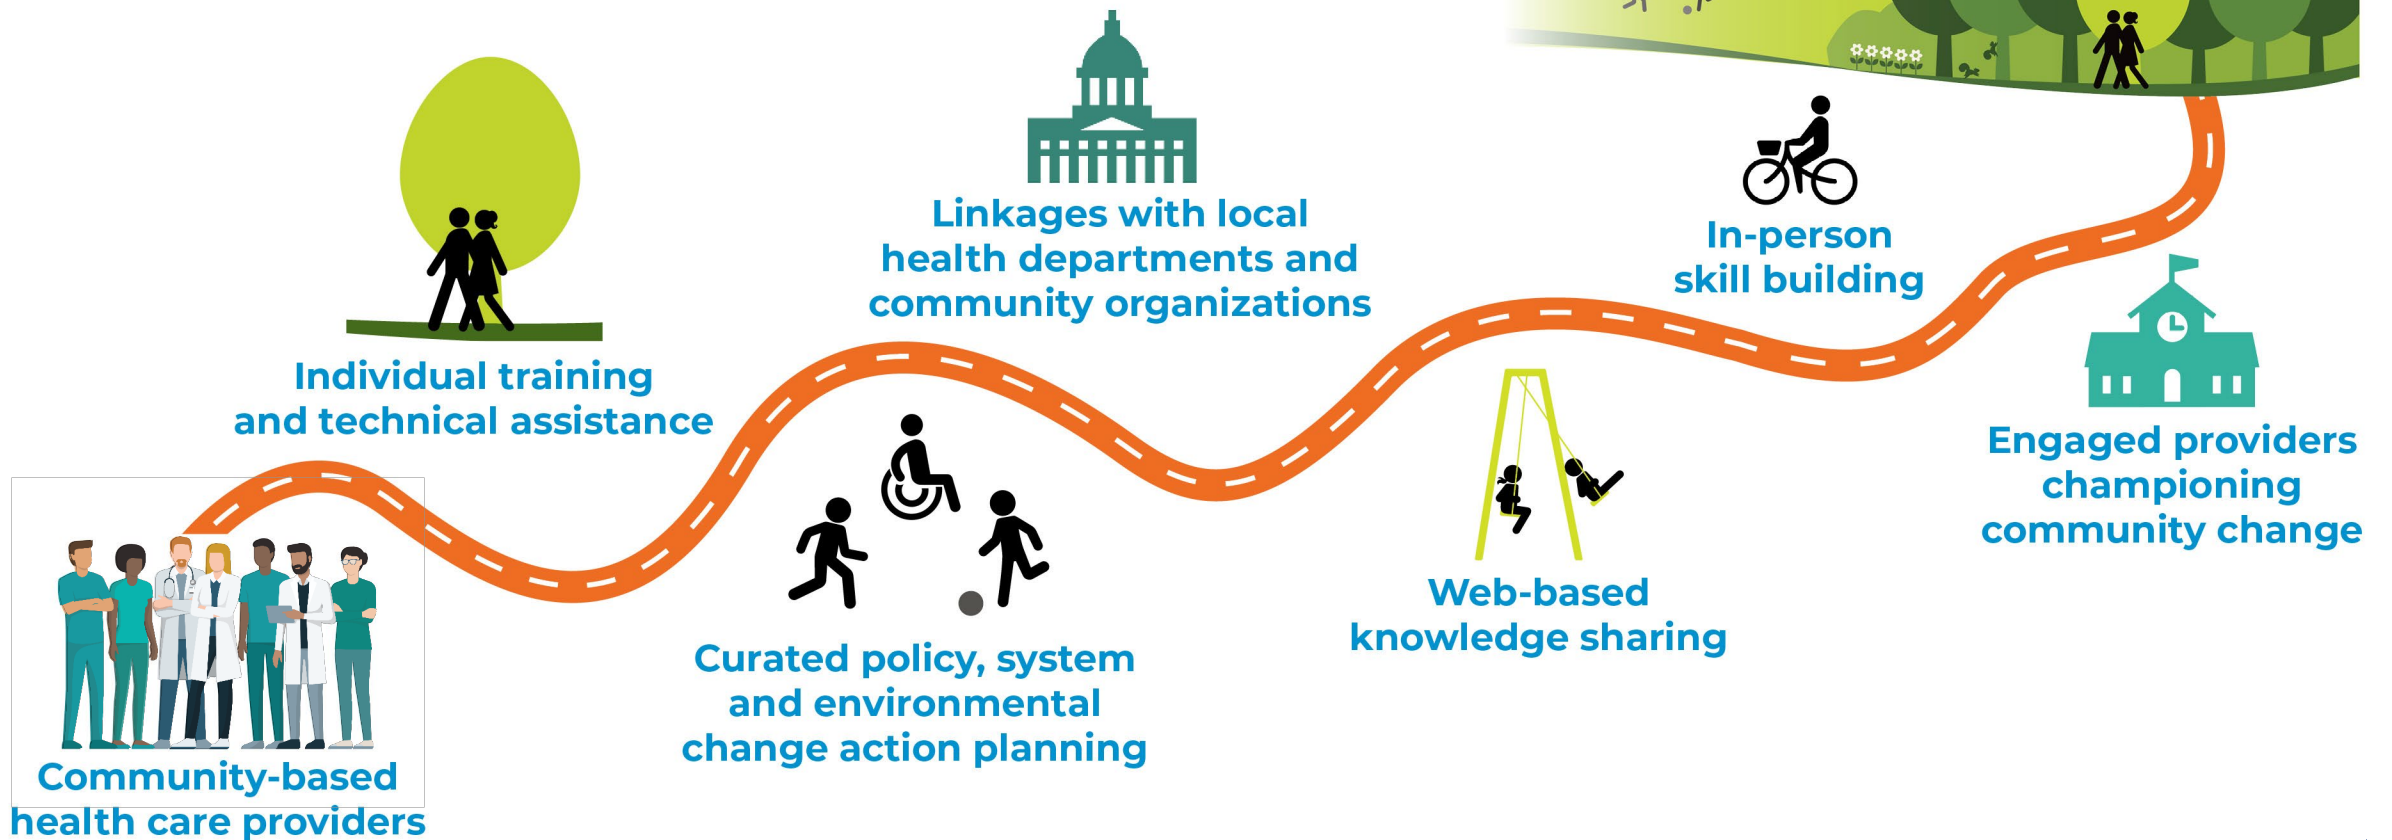 Community-based
health care providers
Individual training
and technical assistance
Curated policy, system
and environmental
change action planning
Linkages with local
health departments and
community organizations
Web-based
knowledge sharing
In-person
skill building
Engaged providers
championing
community change